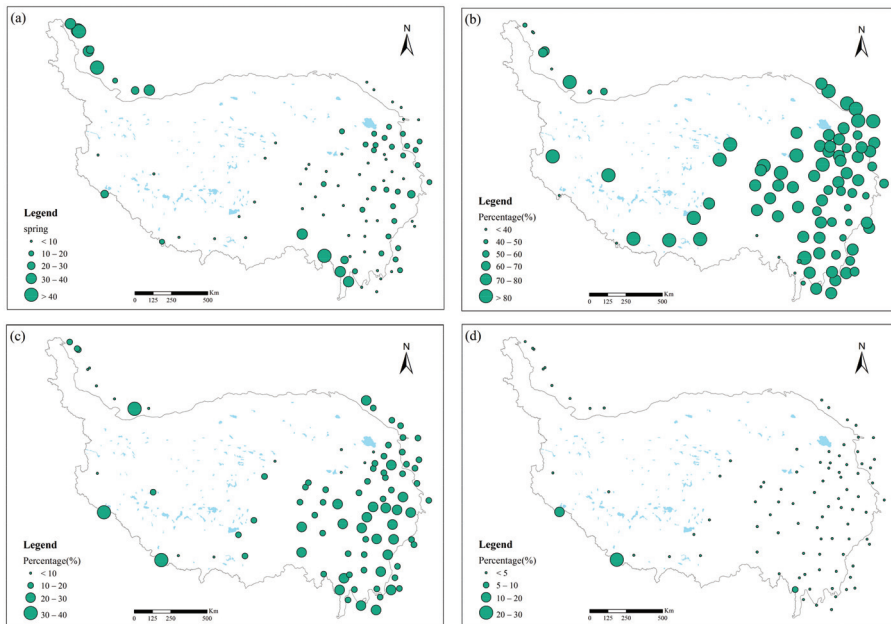 (a)
N
Legend
spring
< 10
10 – 20
20 – 30
30 – 40
> 40
0 125 250 500 Km
(b)
N
Legend
Percentage(%)
< 40
40 – 50
50 – 60
60 – 70
70 – 80
> 80
0 125 250 500 Km
(c)
N
Legend
Percentage(%)
< 10
10 – 20
20 – 30
30 – 40
0 125 250 500 Km
(d)
N
Legend
Percentage(%)
< 5
5 – 10
10 – 20
20 – 30
0 125 250 500 Km